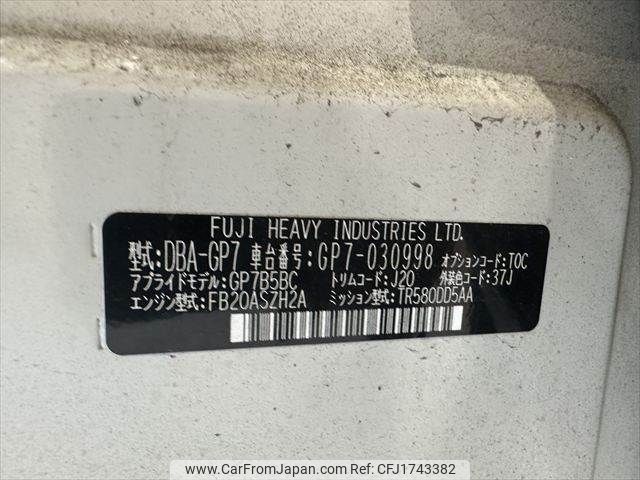 FUJI HEAVY INDUSTRIES LTD.
型式:DBA-GP7 車台番号:GP7-030998 オプションコード:TOC
アプライドモデル:GP7B5BC トリムコード:J20 外装色コード:37J
エンジン型式:FB20ASZH2A ミッション型式:TR580DD5AA
www.CarFromJapan.com - CFJ1743382